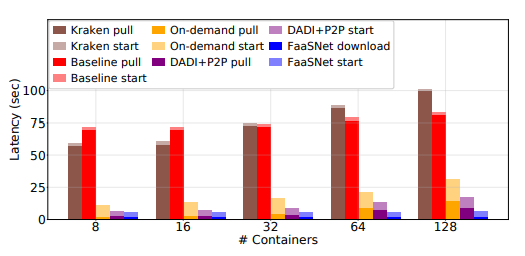 Kraken pull
Kraken start
Baseline pull
Baseline start
On-demand pull
On-demand start
DADI+P2P pull
DADI+P2P start
FaaSNet download
FaaSNet start
Latency (sec)
100
75
50
25
0
8 16 32 64 128
# Containers